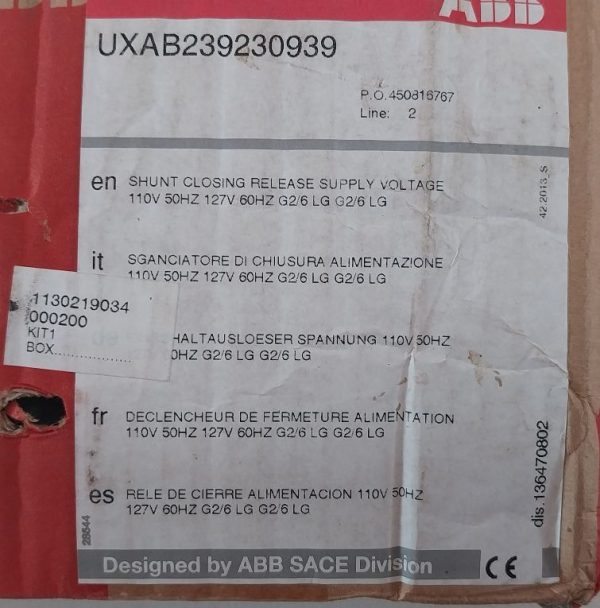 ABB
UXAB239230939
P.O. 450816767
Line: 2
en SHUNT CLOSING RELEASE SUPPLY VOLTAGE
110V 50HZ 127V 60HZ G2/6 LG G2/6 LG
42.2013_S
it SGANCIATORE DI CHIUSURA ALIMENTAZIONE
110V 50HZ 127V 60HZ G2/6 LG G2/6 LG
1130219034
000200
KIT1
BOX..................
de HALTAUSLOESER SPANNUNG 110V 50HZ
0HZ G2/6 LG G2/6 LG
fr DECLENCHEUR DE FERMETURE ALIMENTATION
110V 50HZ 127V 60HZ G2/6 LG G2/6 LG
es RELE DE CIERRE ALIMENTACION 110V 50HZ
127V 60HZ G2/6 LG G2/6 LG
dis.136470802
28544
Designed by ABB SACE Division CE